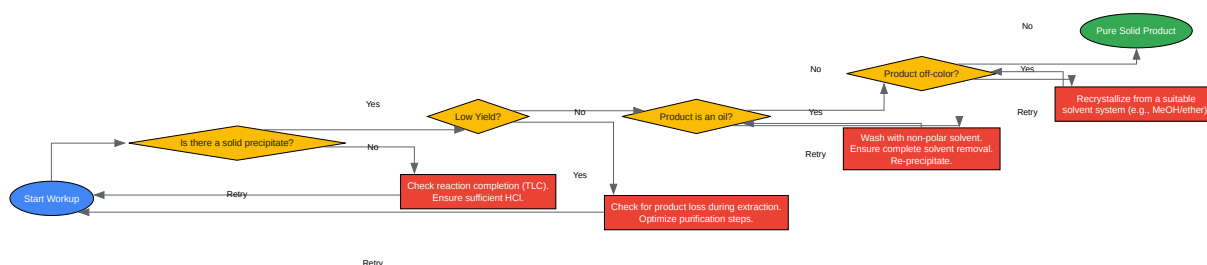 No
Pure Solid Product
No
Product off-color?
Yes
Recrystallize from a suitable
solvent system (e.g., MeOH/ether)
Retry
Yes
Low Yield?
No
Product is an oil?
Yes
Wash with non-polar solvent.
Ensure complete solvent removal.
Re-precipitate.
Retry
Is there a solid precipitate?
No
Check reaction completion (TLC).
Ensure sufficient HCl.
Yes
Start Workup
Retry
Check for product loss during extraction.
Optimize purification steps.
Retry